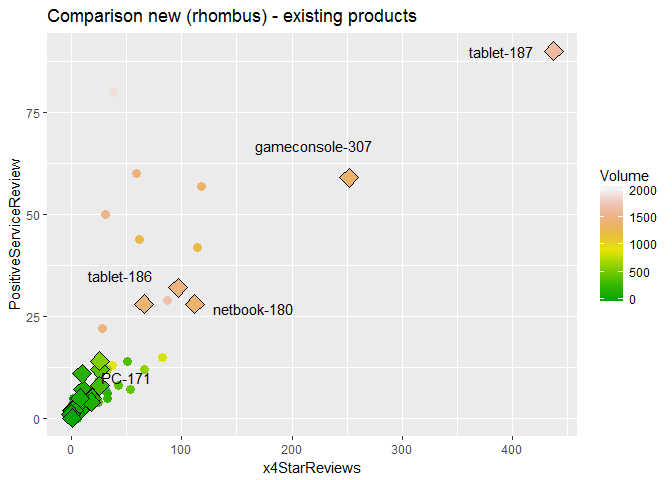 Comparison new (rhombus) - existing products
tablet-187
gameconsole-307
tablet-186
netbook-180
PC-171
PositiveServiceReview
75
50
25
0
0
100
200
300
400
x4StarReviews
Volume
2000
1500
1000
500
0